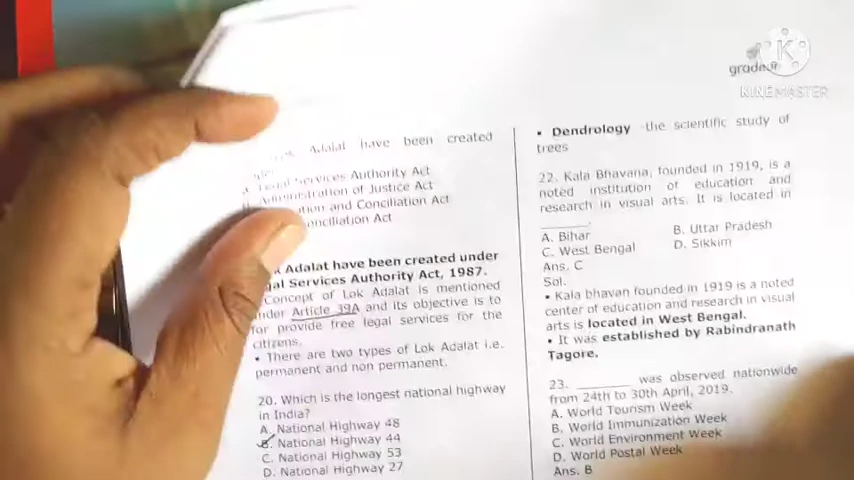 Adalat have been created
Legal Services Authority Act
Administration of Justice Act
and Conciliation Act
Conciliation Act
Adalat have been created under
Services Authority Act, 1987.
Concept of Lok Adalat is mentioned
under Article 39A and its objective is to
for provide free legal services for the
citizens.
• There are two types of Lok Adalat i.e.
permanent and non permanent.
20. Which is the longest national highway
in India?
A. National Highway 48
B. National Highway 44
C. National Highway 53
D. National Highway 27
KINEMASTER
• Dendrology -the scientific study of
trees
22. Kala Bhavana, founded in 1919, is a
noted institution of education and
research in visual arts. It is located in
________.
A. Bihar B. Uttar Pradesh
C. West Bengal D. Sikkim
Ans. C
Sol.
• Kala bhavan founded in 1919 is a noted
center of education and research in visual
arts is located in West Bengal.
• It was established by Rabindranath
Tagore.
23. ________ was observed nationwide
from 24th to 30th April, 2019.
A. World Tourism Week
B. World Immunization Week
C. World Environment Week
D. World Postal Week
Ans. B